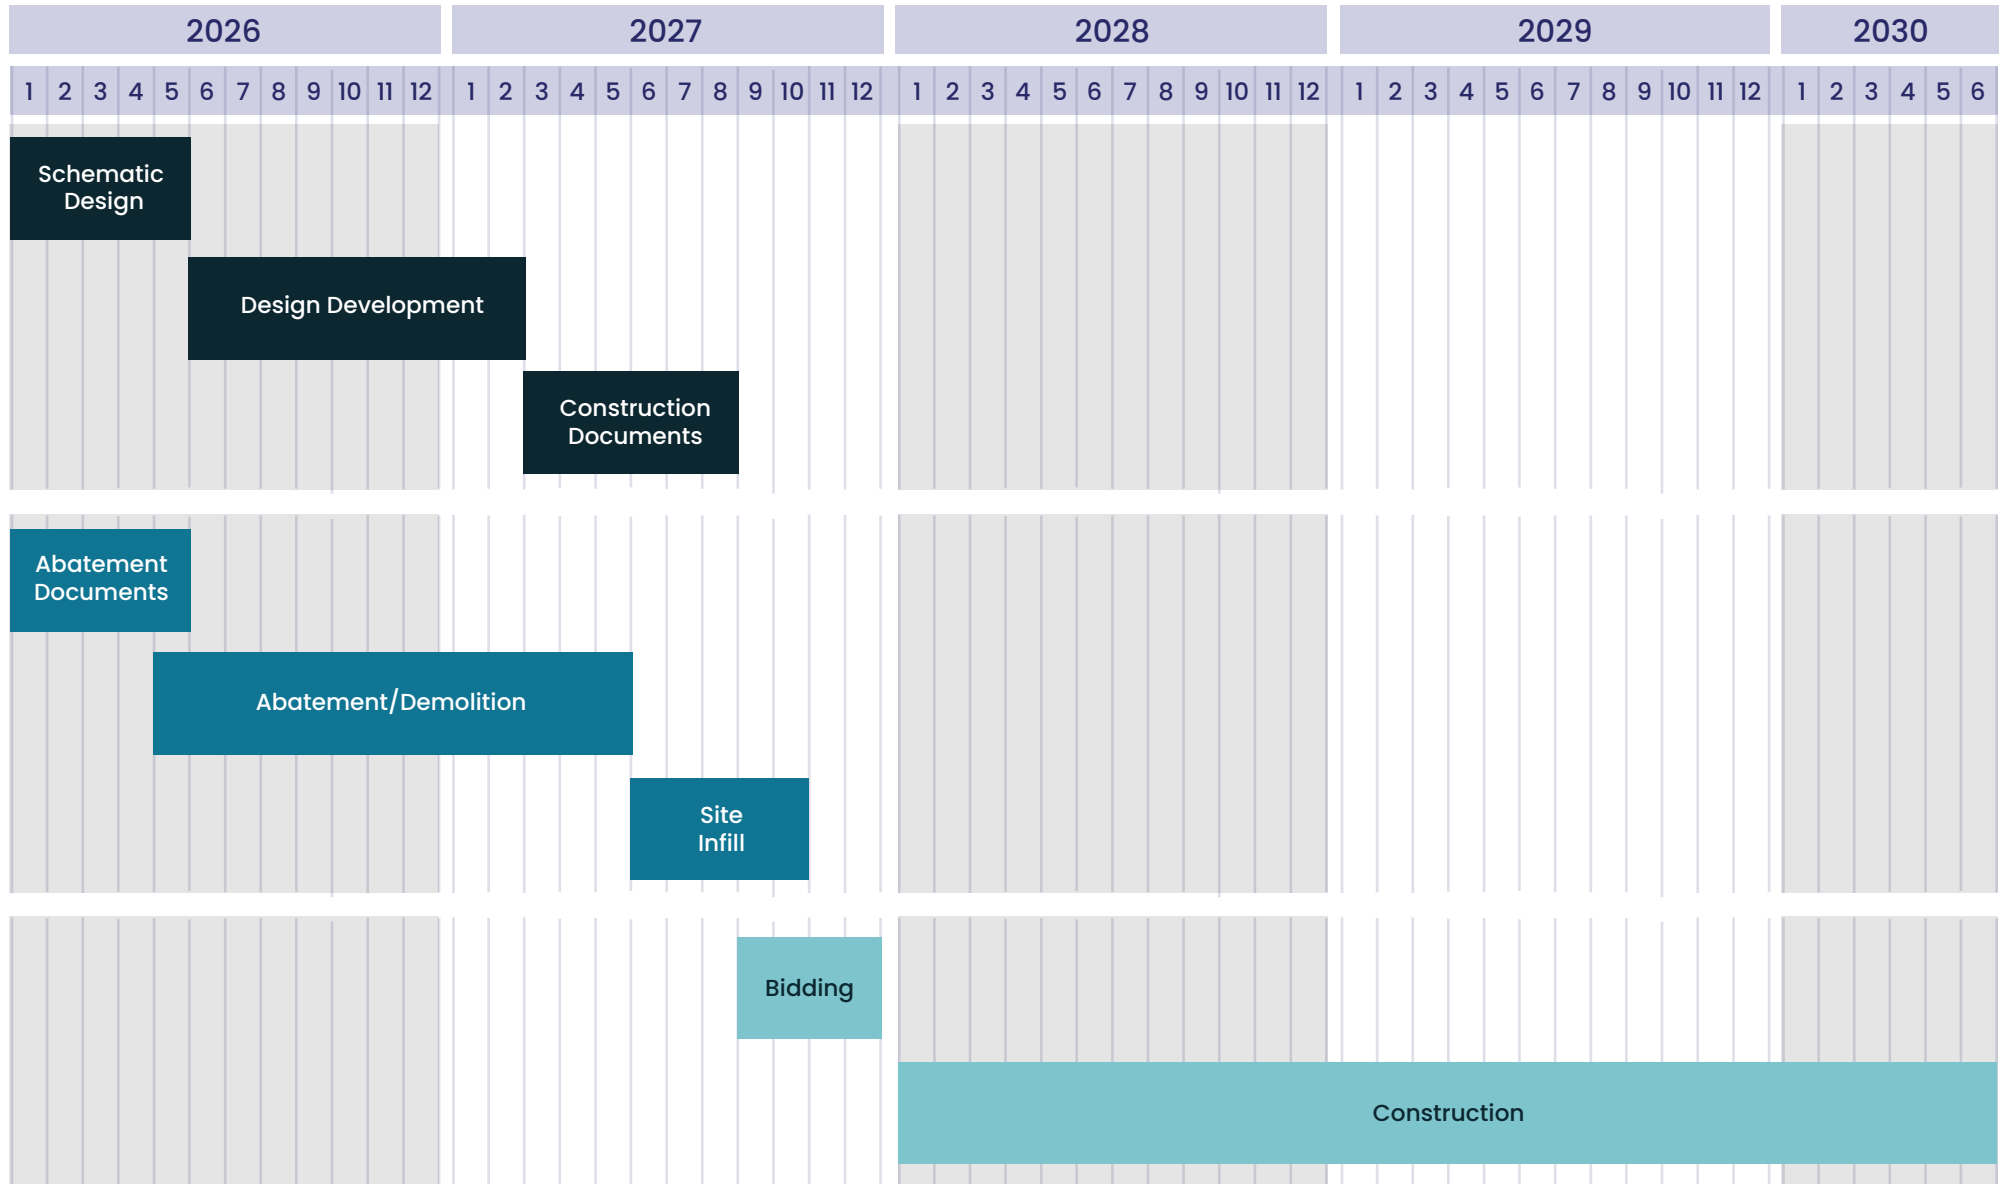 2026 2027 2028 2029 2030
1 2 3 4 5 6 7 8 9 10 11 12 1 2 3 4 5 6 7 8 9 10 11 12 1 2 3 4 5 6 7 8 9 10 11 12 1 2 3 4 5 6 7 8 9 10 11 12 1 2 3 4 5 6
Schematic
Design
Design Development
Construction
Documents
Abatement
Documents
Abatement/Demolition
Site
Infill
Bidding
Construction